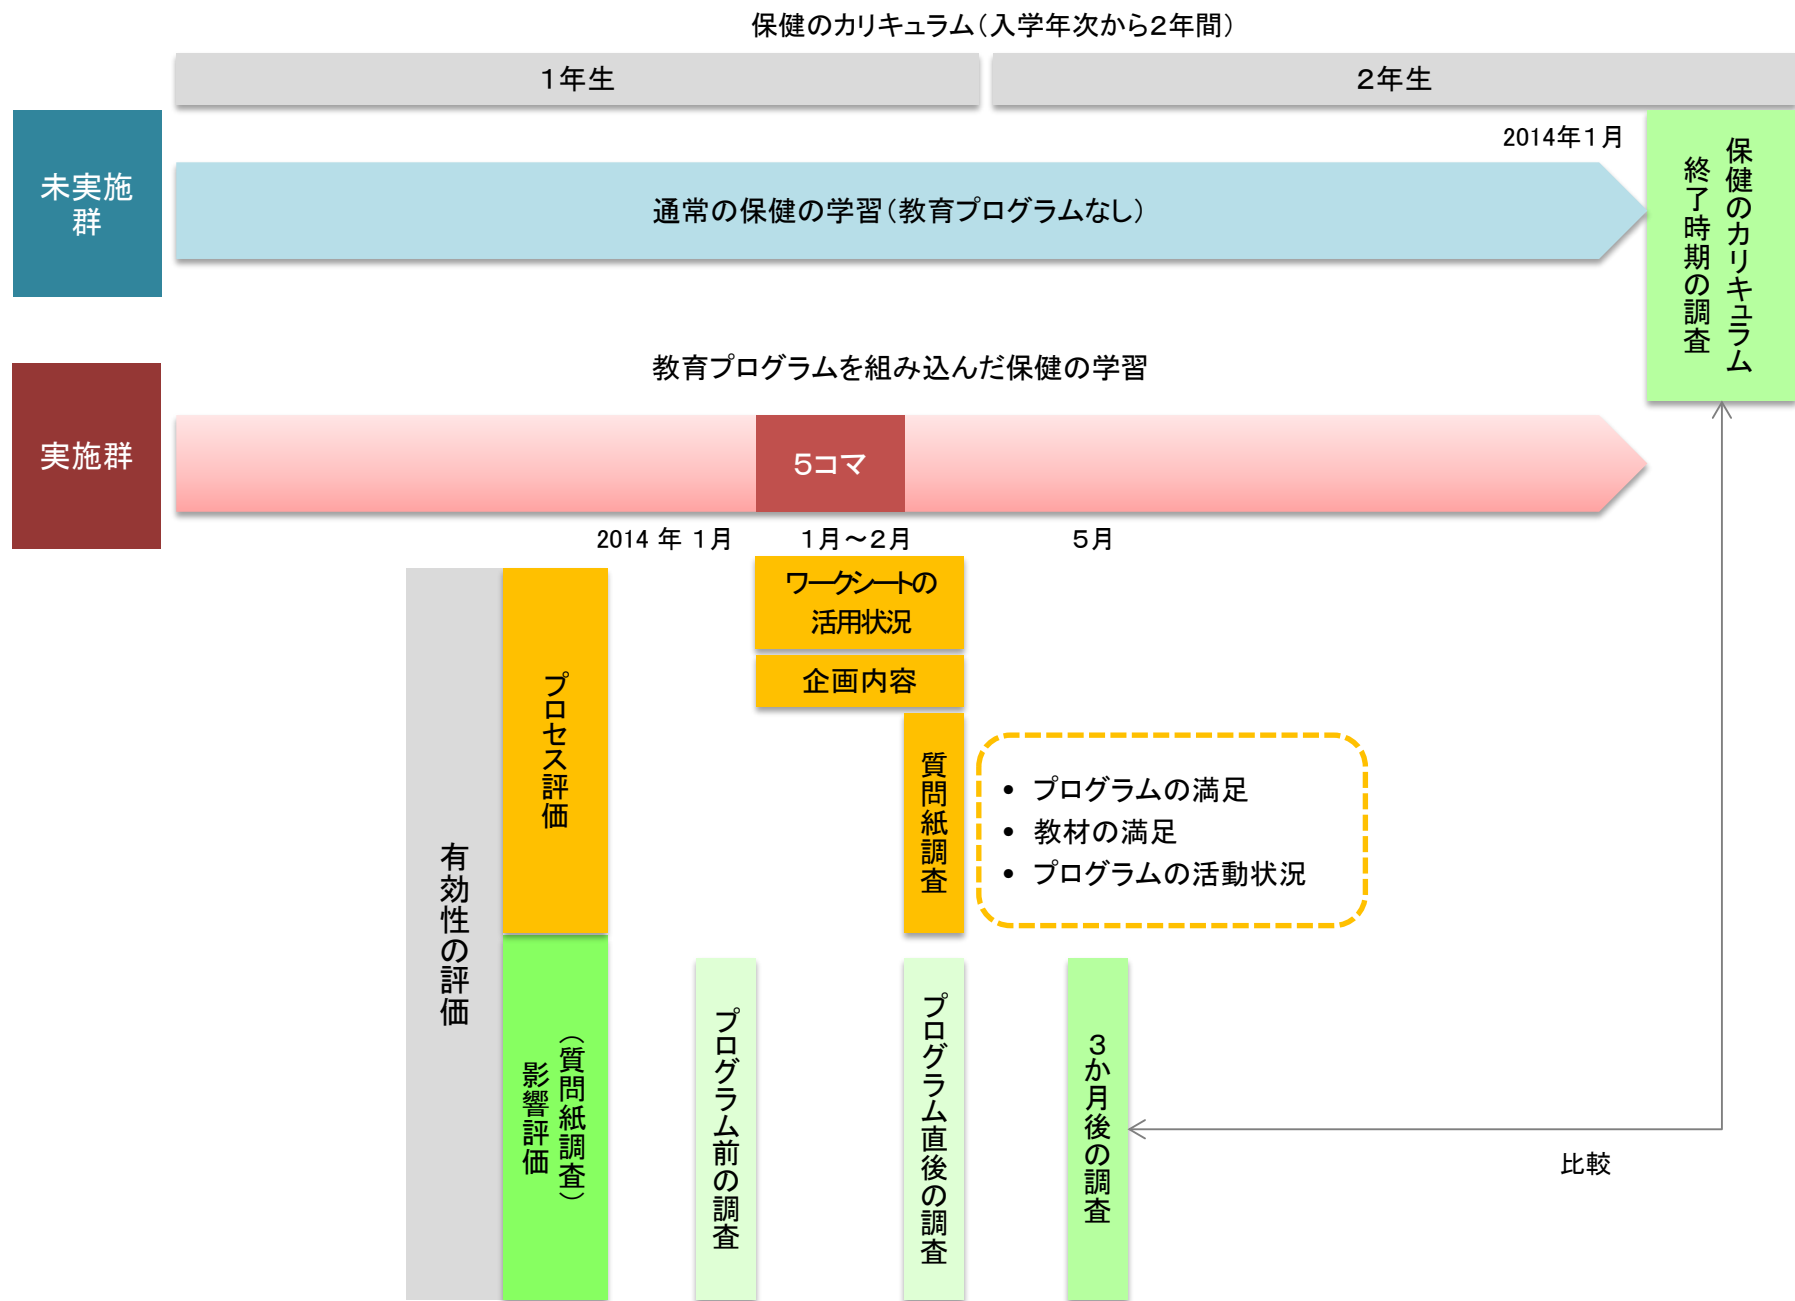 保健のカリキュラム（入学年次から２年間）
１年生
２年生
未実施
群
2014年１月
通常の保健の学習（教育プログラムなし）
保健のカリキュラム
終了時期の調査
教育プログラムを組み込んだ保健の学習
実施群
５コマ
2014 年 １月
１月～２月
５月
ワークシートの
活用状況
企画内容
質問紙調査
• プログラムの満足
• 教材の満足
• プログラムの活動状況
有効性の評価
プロセス評価
（質問紙調査）
影響評価
プログラム前の調査
プログラム直後の調査
３か月後の調査
比較